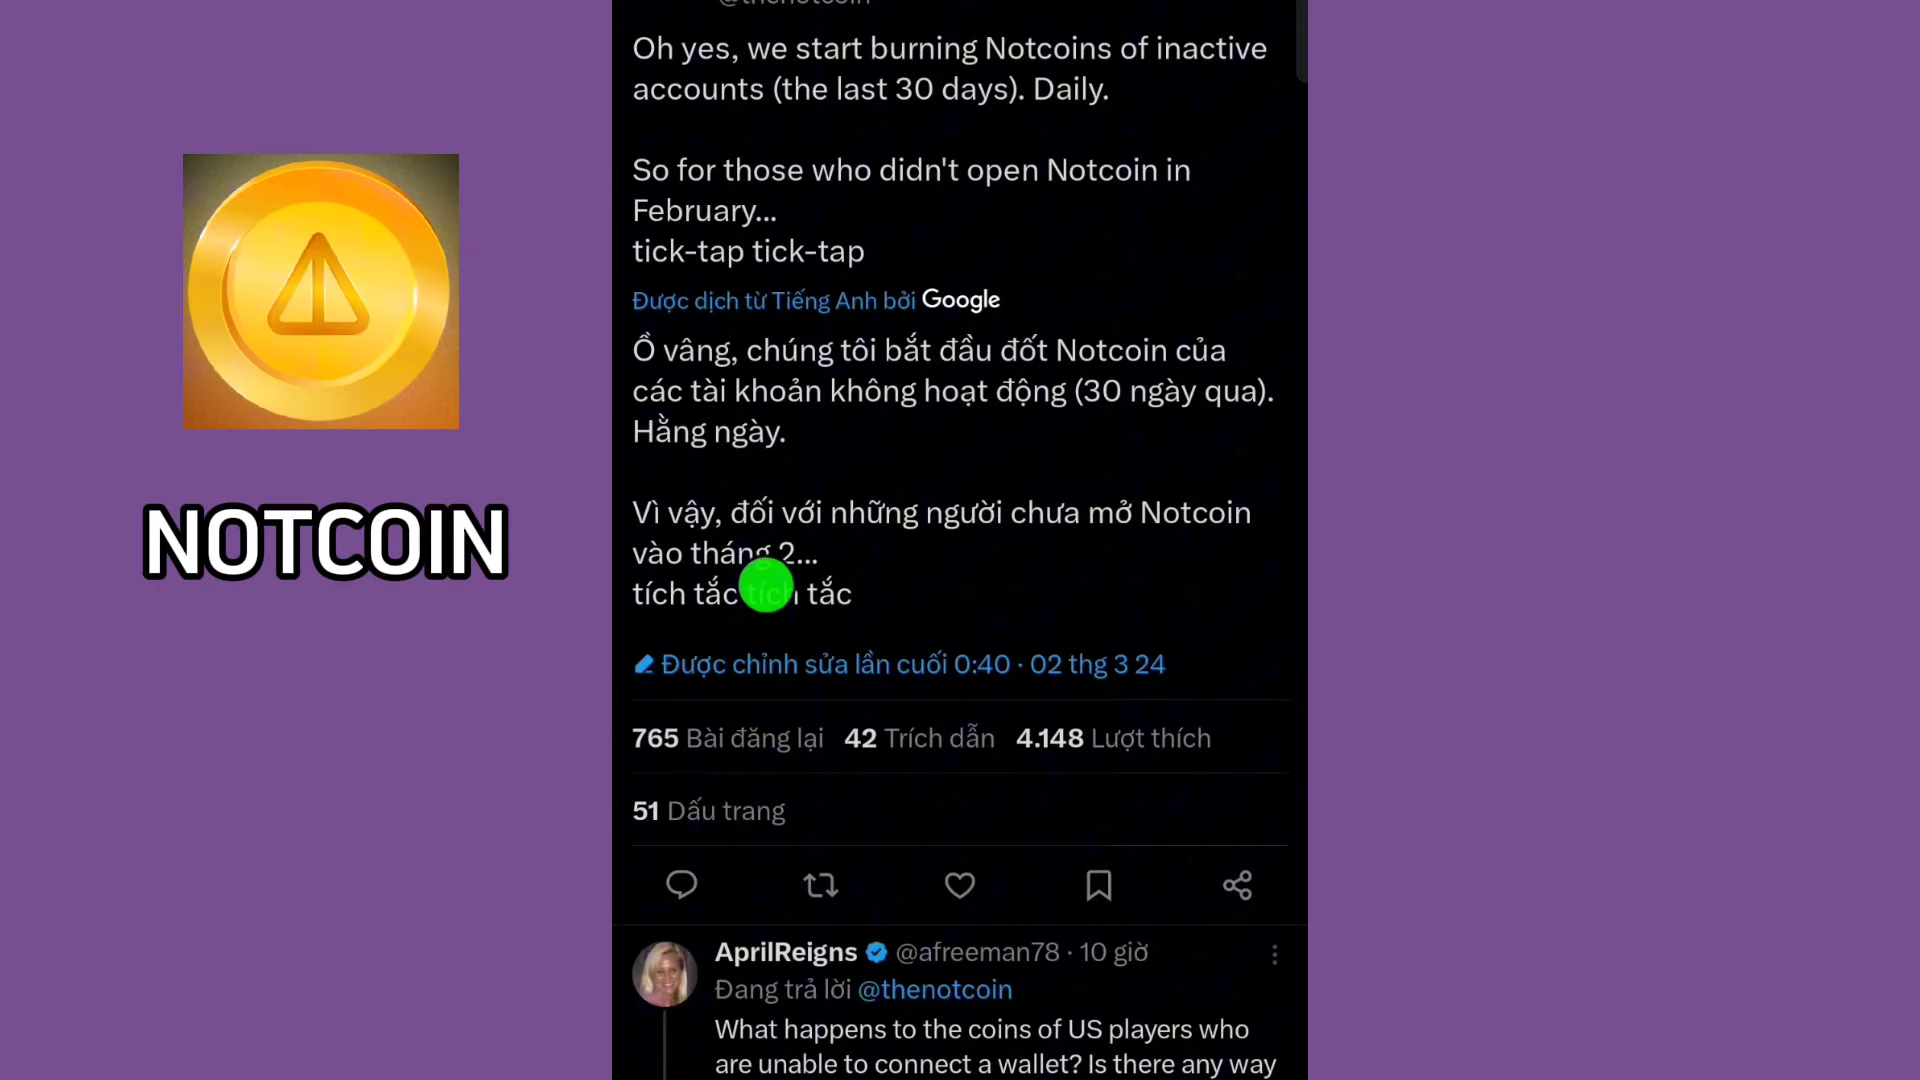 @thenotcoin
Oh yes, we start burning Notcoins of inactive
accounts (the last 30 days). Daily.
So for those who didn't open Notcoin in
February...
tick-tap tick-tap
Được dịch từ Tiếng Anh bởi Google
Ồ vâng, chúng tôi bắt đầu đốt Notcoin của
các tài khoản không hoạt động (30 ngày qua).
Hằng ngày.
Vì vậy, đối với những người chưa mở Notcoin
vào tháng 2...
tích tắc tích tắc
Được chỉnh sửa lần cuối 0:40 · 02 thg 3 24
765 Bài đăng lại 42 Trích dẫn 4.148 Lượt thích
51 Dấu trang
AprilReigns @afreeman78 · 10 giờ
Đang trả lời @thenotcoin
What happens to the coins of US players who
are unable to connect a wallet? Is there any way
NOTCOIN